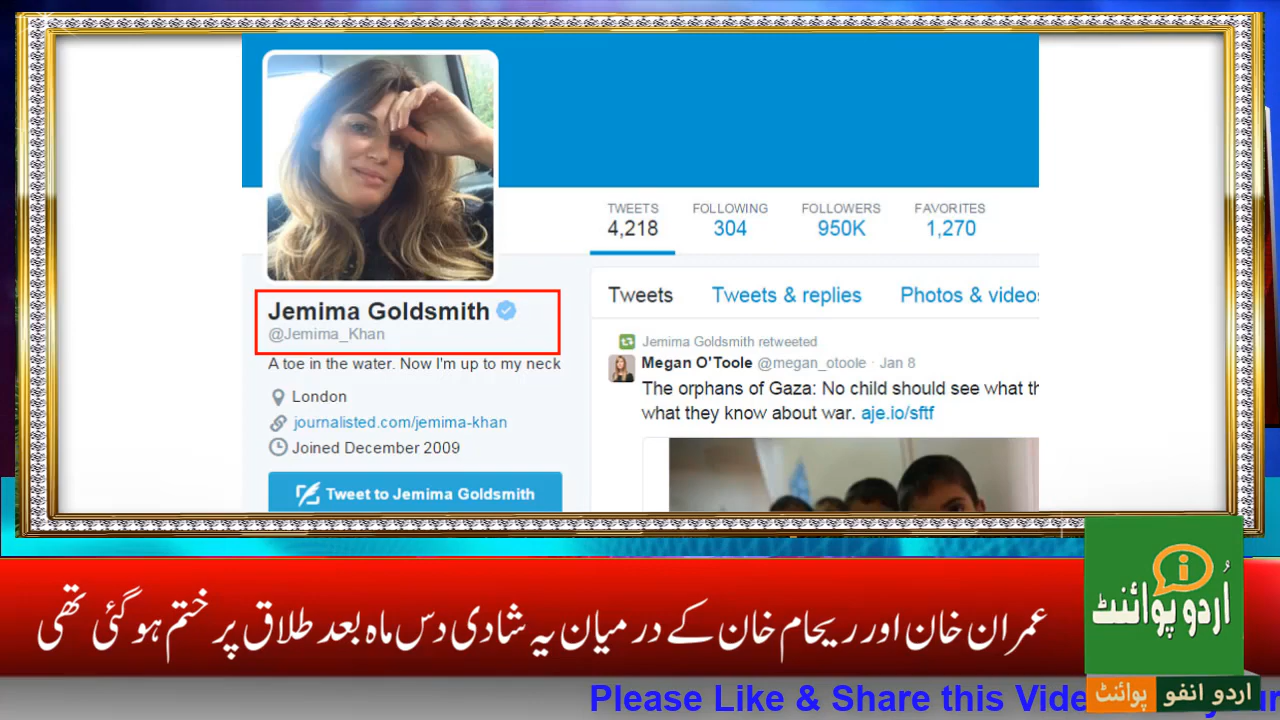 TWEETS
4,218
FOLLOWING
304
FOLLOWERS
950K
FAVORITES
1,270
Jemima Goldsmith
@Jemima_Khan
A toe in the water. Now I'm up to my neck
London
journalisted.com/jemima-khan
Joined December 2009
Tweet to Jemima Goldsmith
Tweets Tweets & replies Photos & videos
Jemima Goldsmith retweeted
Megan O'Toole @megan_otoole · Jan 8
The orphans of Gaza: No child should see what
what they know about war. aje.io/sftf
عمران خان اور ریحام خان کے درمیان یہ شادی دس ماہ بعد طلاق پر ختم ہو گئی تھی
اُردو پوائنٹ
اردو انفو پوائنٹ
Please Like & Share this